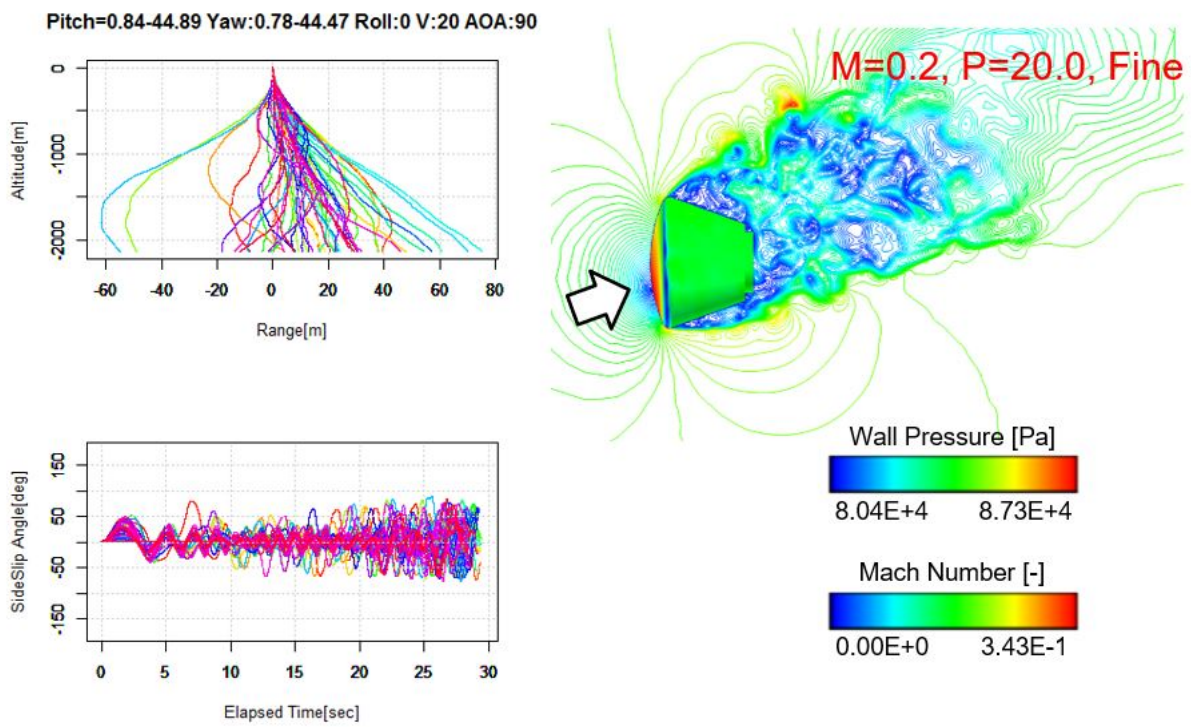 Pitch=0.84-44.89 Yaw:0.78-44.47 Roll:0 V:20 AOA:90
Altitude[m]
0
-1000
-2000
-60 -40 -20 0 20 40 60 80
Range[m]
SideSlip Angle[deg]
150
50
-50
-150
0 5 10 15 20 25 30
Elapsed Time[sec]
M=0.2, P=20.0, Fine
Wall Pressure [Pa]
8.04E+4 8.73E+4
Mach Number [-]
0.00E+0 3.43E-1